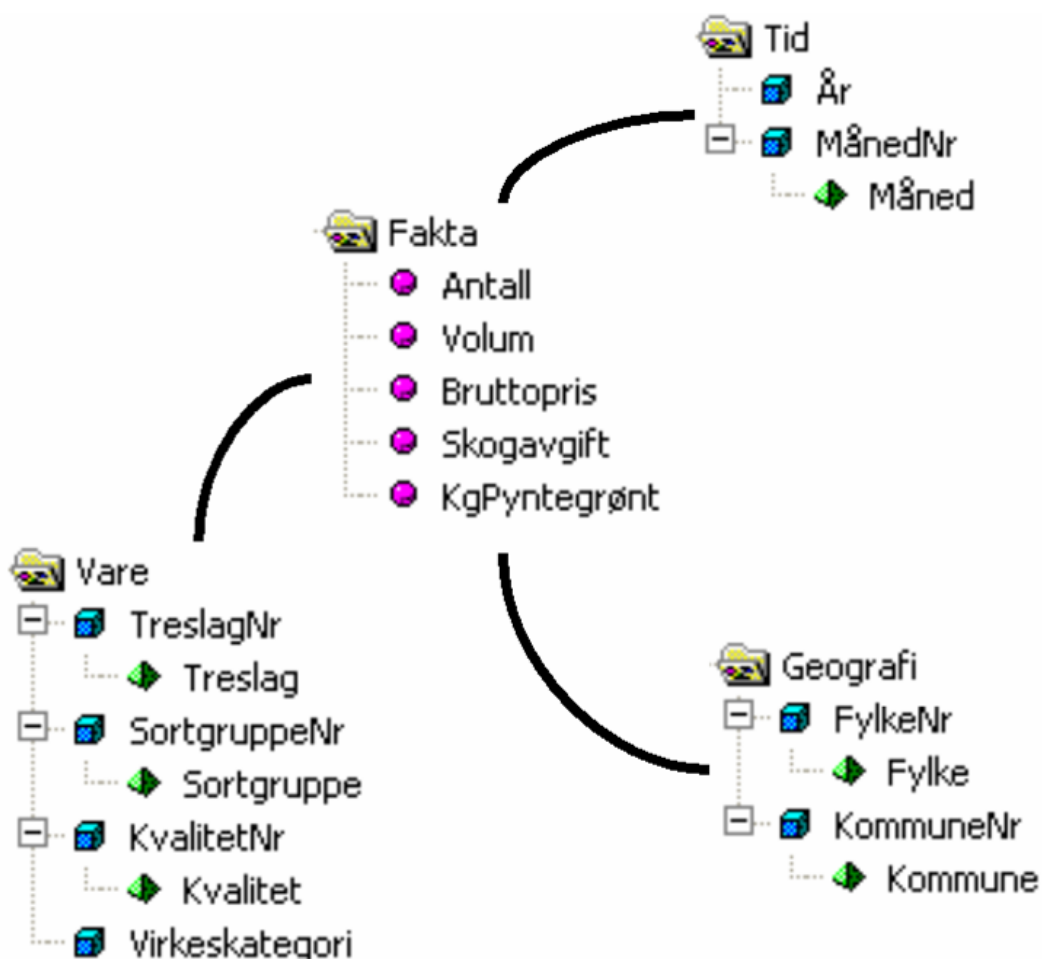 Tid
År
MånedNr
Måned
Fakta
Antall
Volum
Bruttopris
Skogavgift
KgPyntegrønt
Vare
TreslagNr
Treslag
SortgruppeNr
Sortgruppe
KvalitetNr
Kvalitet
Virkeskategori
Geografi
FylkeNr
Fylke
KommuneNr
Kommune